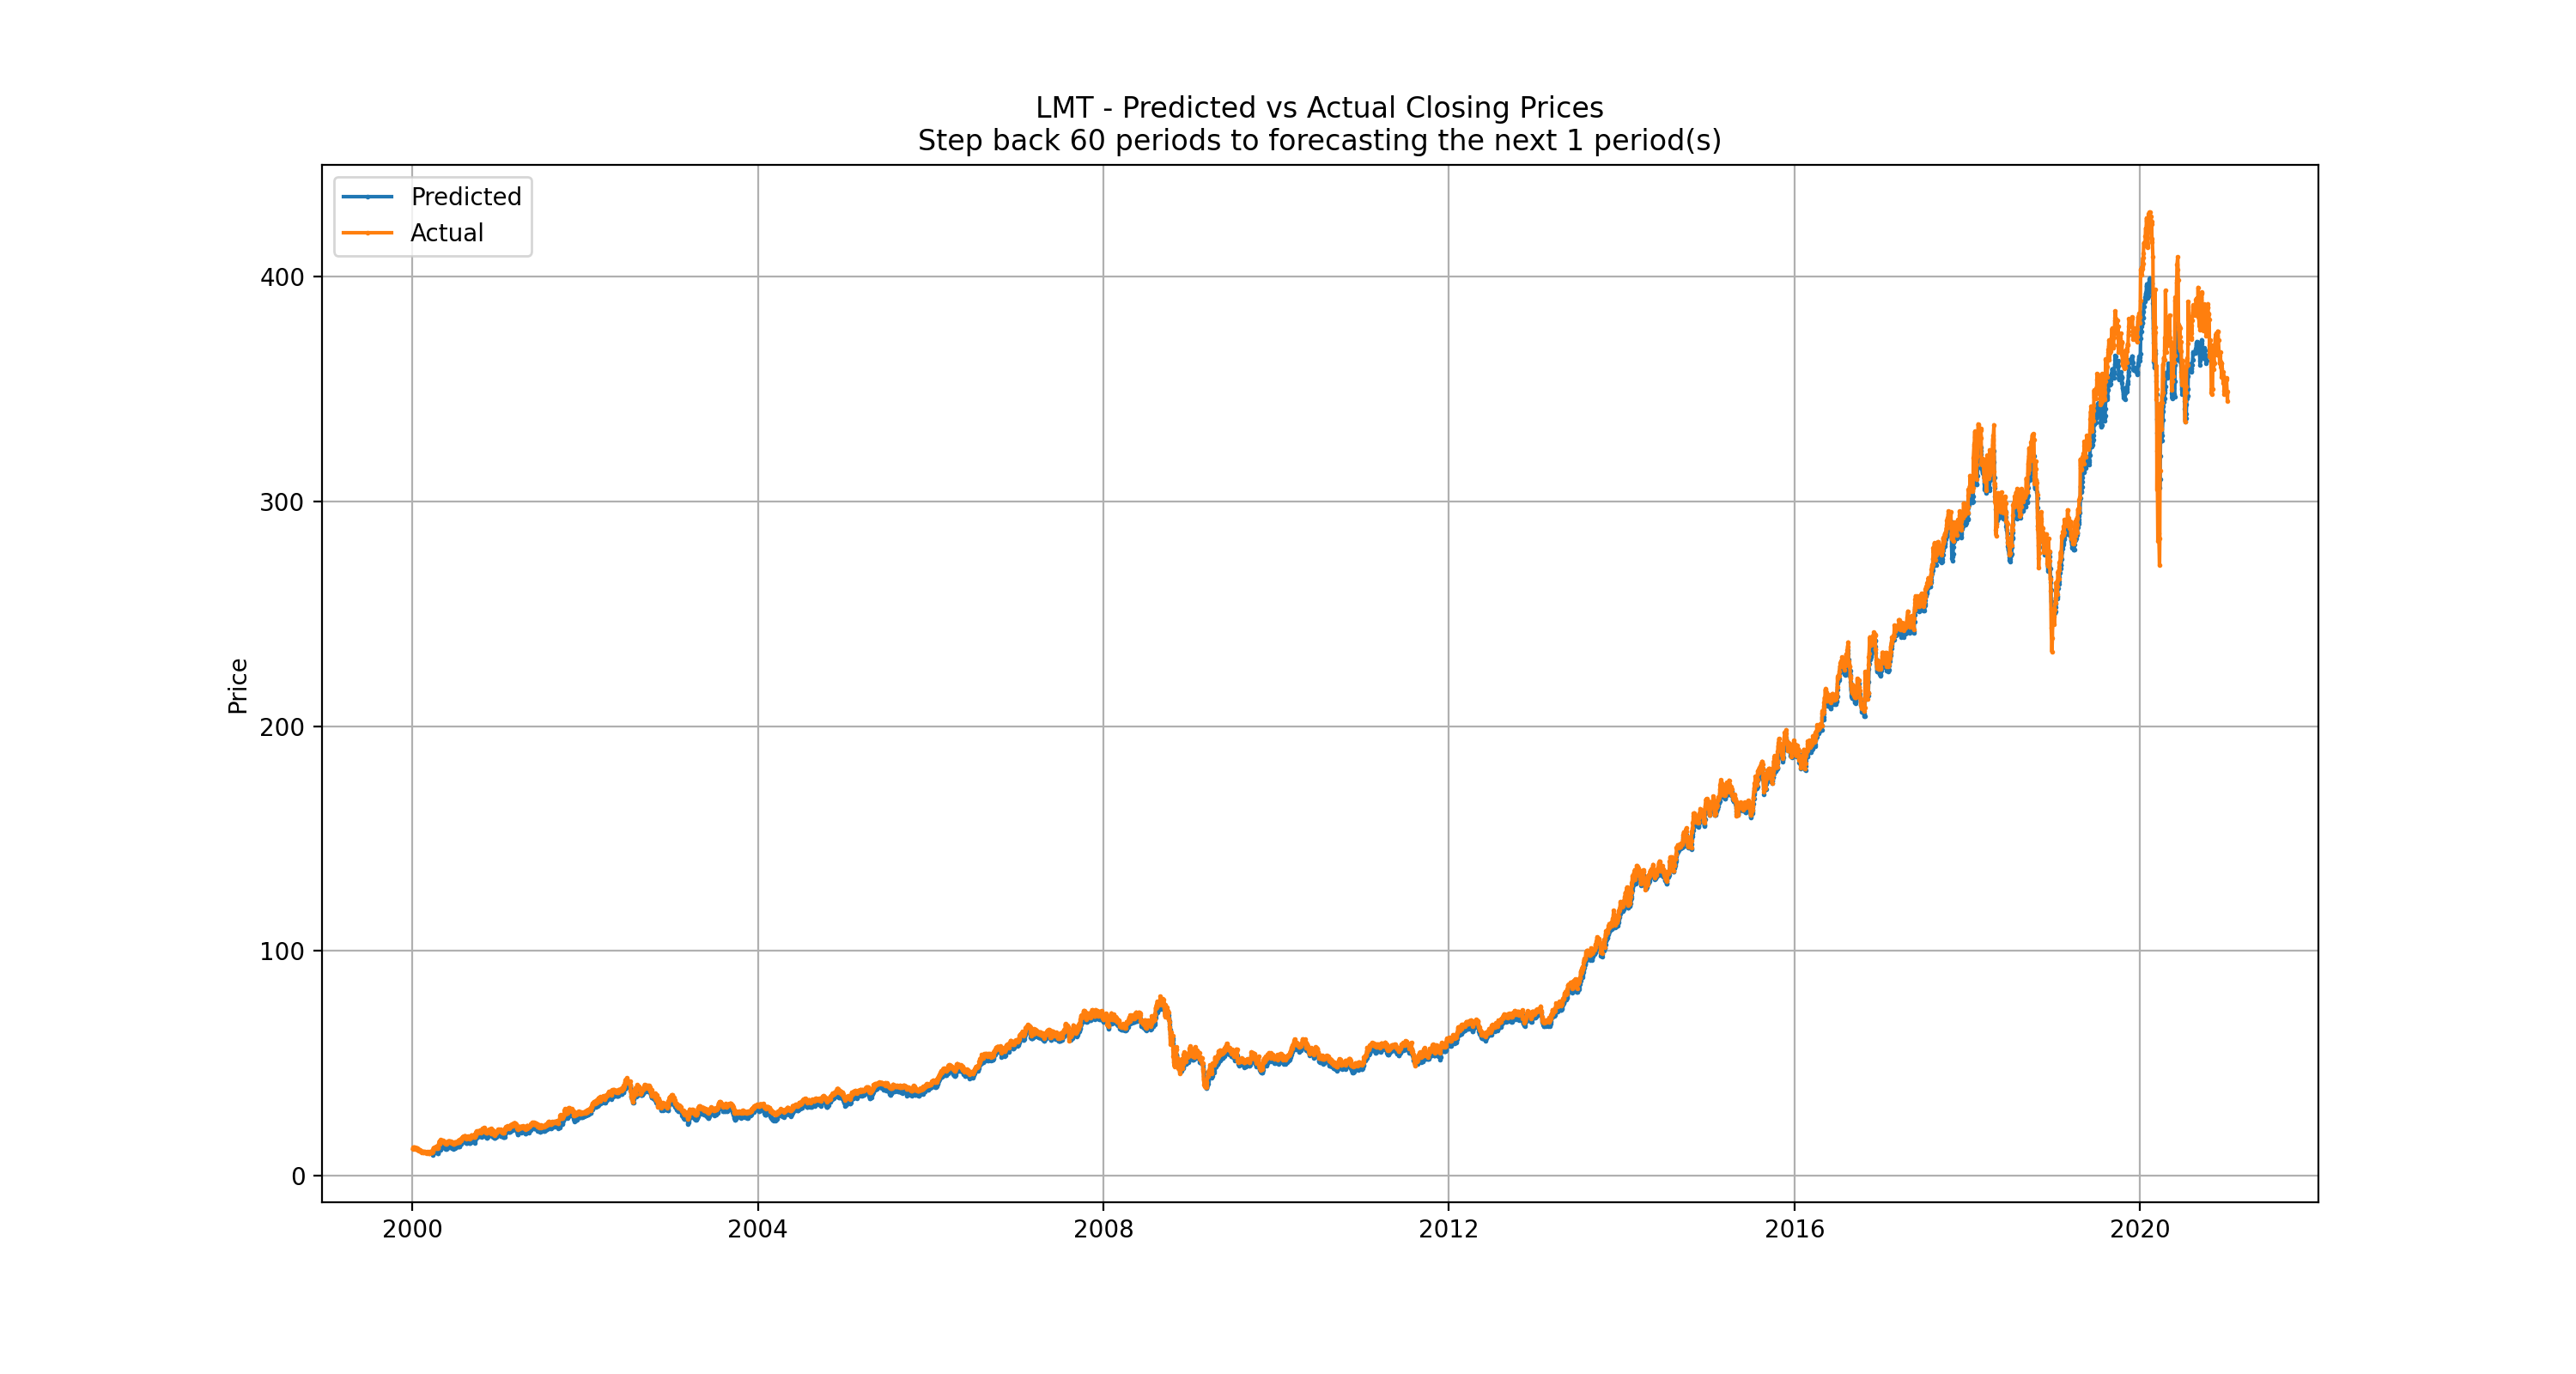 LMT - Predicted vs Actual Closing Prices
Step back 60 periods to forecasting the next 1 period(s)
Predicted
Actual
400
300
200
100
0
Price
2000 2004 2008 2012 2016 2020